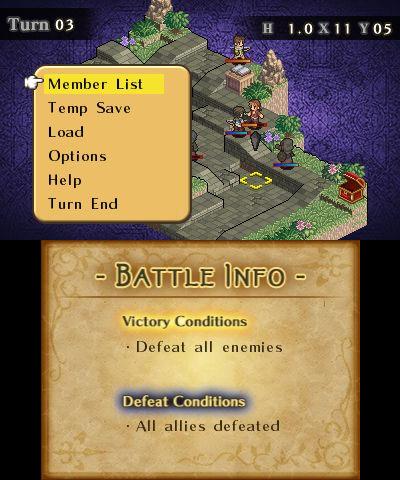 Turn 03
H 1.0 X 11 Y 05
Member List
Temp Save
Load
Options
Help
Turn End
- BATTLE INFO -
Victory Conditions
・Defeat all enemies
Defeat Conditions
・All allies defeated